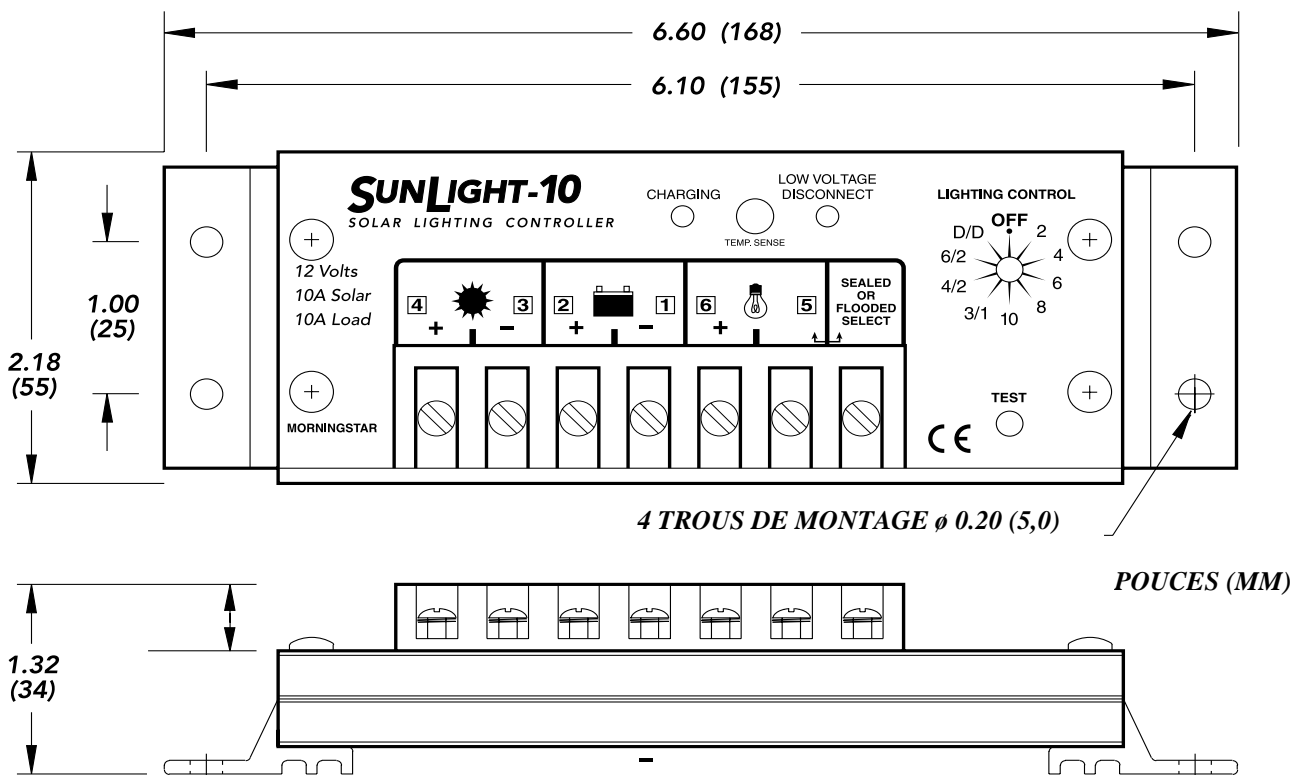 6.60 (168)
6.10 (155)
SUNLIGHT-10
SOLAR LIGHTING CONTROLLER
CHARGING
TEMP. SENSE
LOW VOLTAGE
DISCONNECT
LIGHTING CONTROL
OFF
D/D
2
6/2
4
4/2
6
3/1
10
8
12 Volts
10A Solar
10A Load
4
3
2
1
6
5
+
-
+
-
+
SEALED
OR
FLOODED
SELECT
1.00
(25)
2.18
(55)
MORNINGSTAR
TEST
CE
4 TROUS DE MONTAGE ø 0.20 (5,0)
POUCES (MM)
1.32
(34)
-